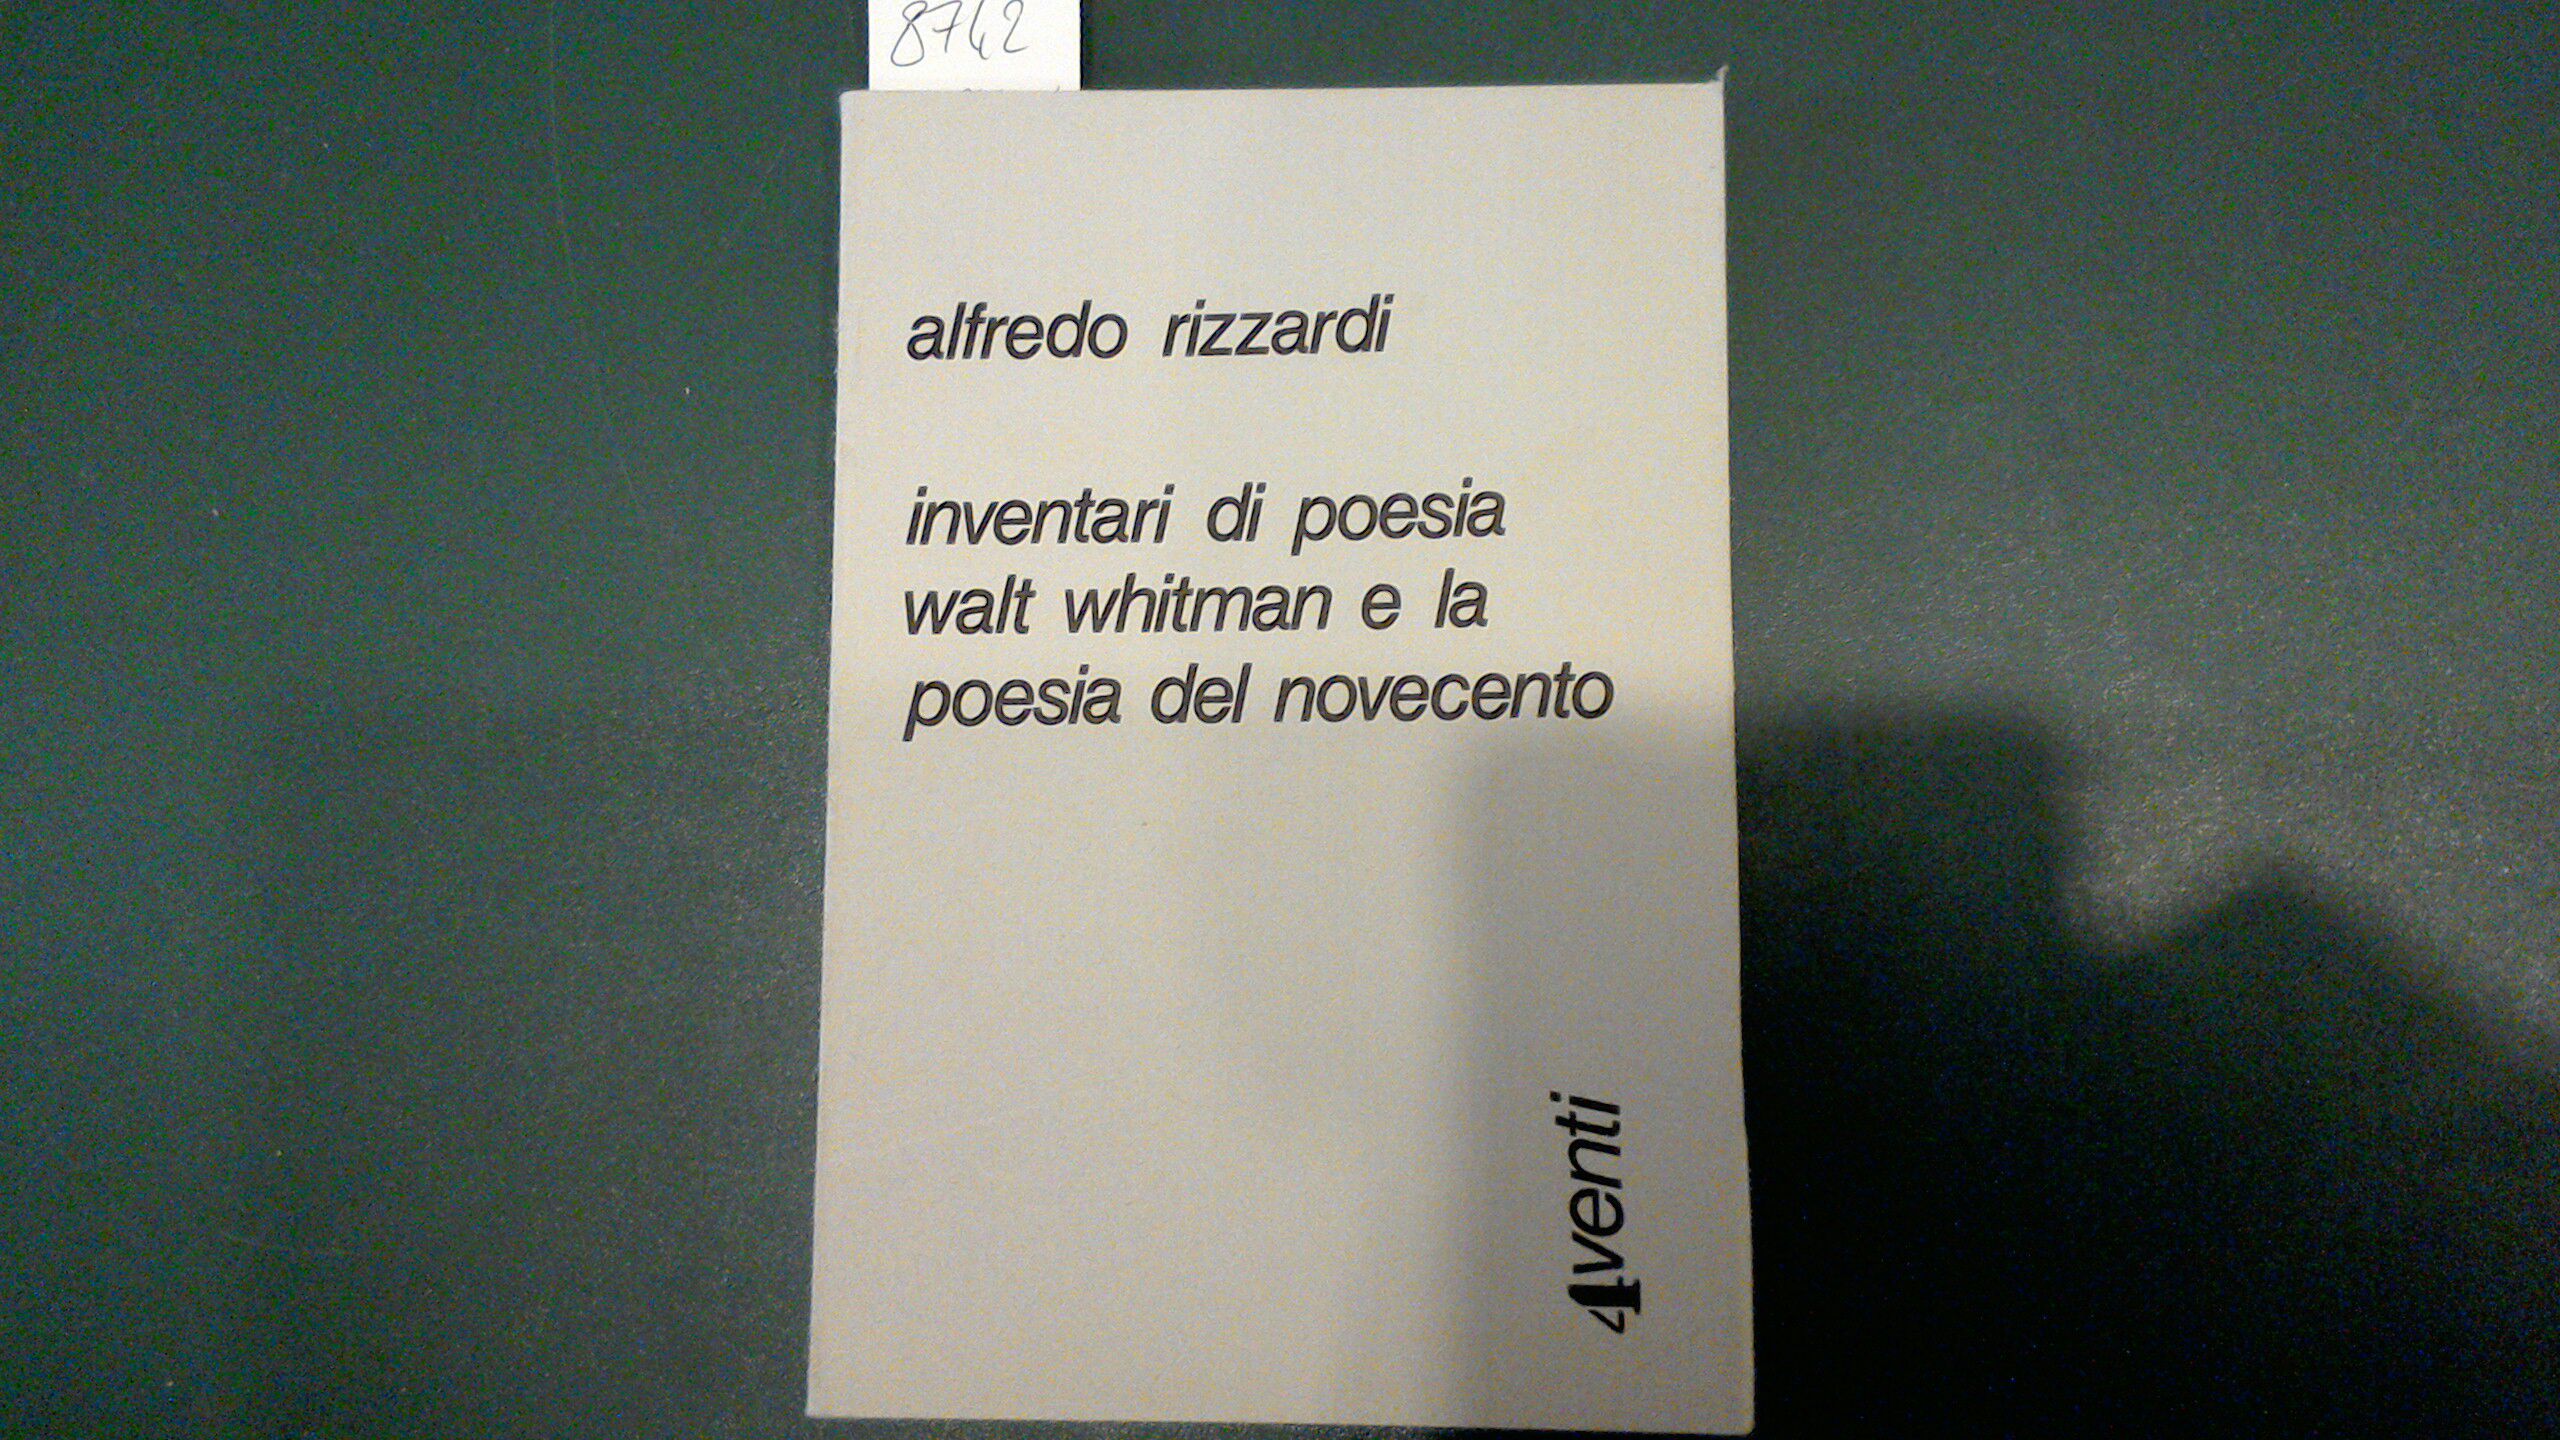 8742
alfredo rizzardi
inventari di poesia
walt whitman e la
poesia del novecento
4venti